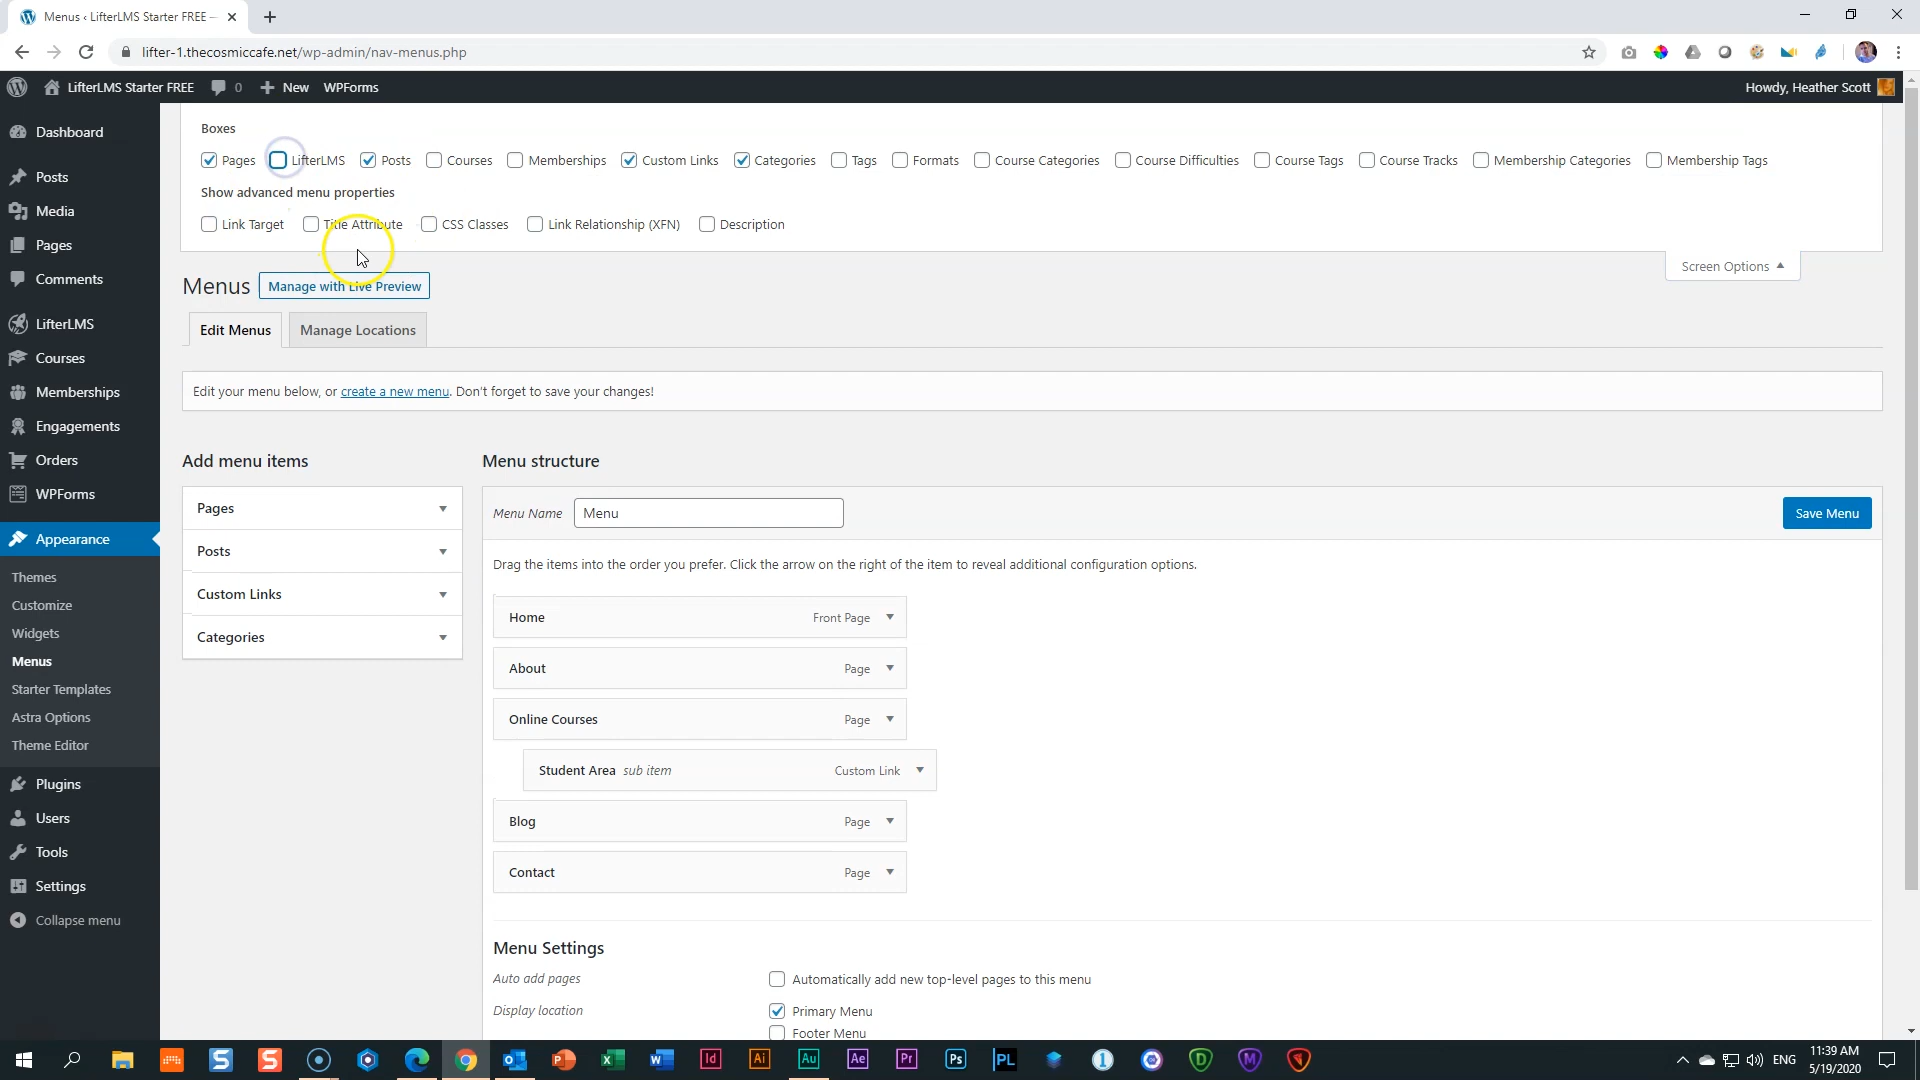 Menus ‹ LifterLMS Starter FREE –
lifter-1.thecosmiccafe.net/wp-admin/nav-menus.php
LifterLMS Starter FREE 0 New WPForms Howdy, Heather Scott
Dashboard
Posts
Media
Pages
Comments
LifterLMS
Courses
Memberships
Engagements
Orders
WPForms
Appearance
Themes
Customize
Widgets
Menus
Starter Templates
Astra Options
Theme Editor
Plugins
Users
Tools
Settings
Collapse menu
Boxes
Pages LifterLMS Posts Courses Memberships Custom Links Categories Tags Formats Course Categories Course Difficulties Course Tags Course Tracks Membership Categories Membership Tags
Show advanced menu properties
Link Target Title Attribute CSS Classes Link Relationship (XFN) Description
Screen Options
Menus Manage with Live Preview
Edit Menus Manage Locations
Edit your menu below, or create a new menu. Don't forget to save your changes!
Add menu items
Pages
Posts
Custom Links
Categories
Menu structure
Menu Name Menu Save Menu
Drag the items into the order you prefer. Click the arrow on the right of the item to reveal additional configuration options.
Home Front Page
About Page
Online Courses Page
Student Area sub item Custom Link
Blog Page
Contact Page
Menu Settings
Auto add pages Automatically add new top-level pages to this menu
Display location Primary Menu
Footer Menu
S S Id Ai Au Ae Pr Ps PL
ENG 11:39 AM
5/19/2020